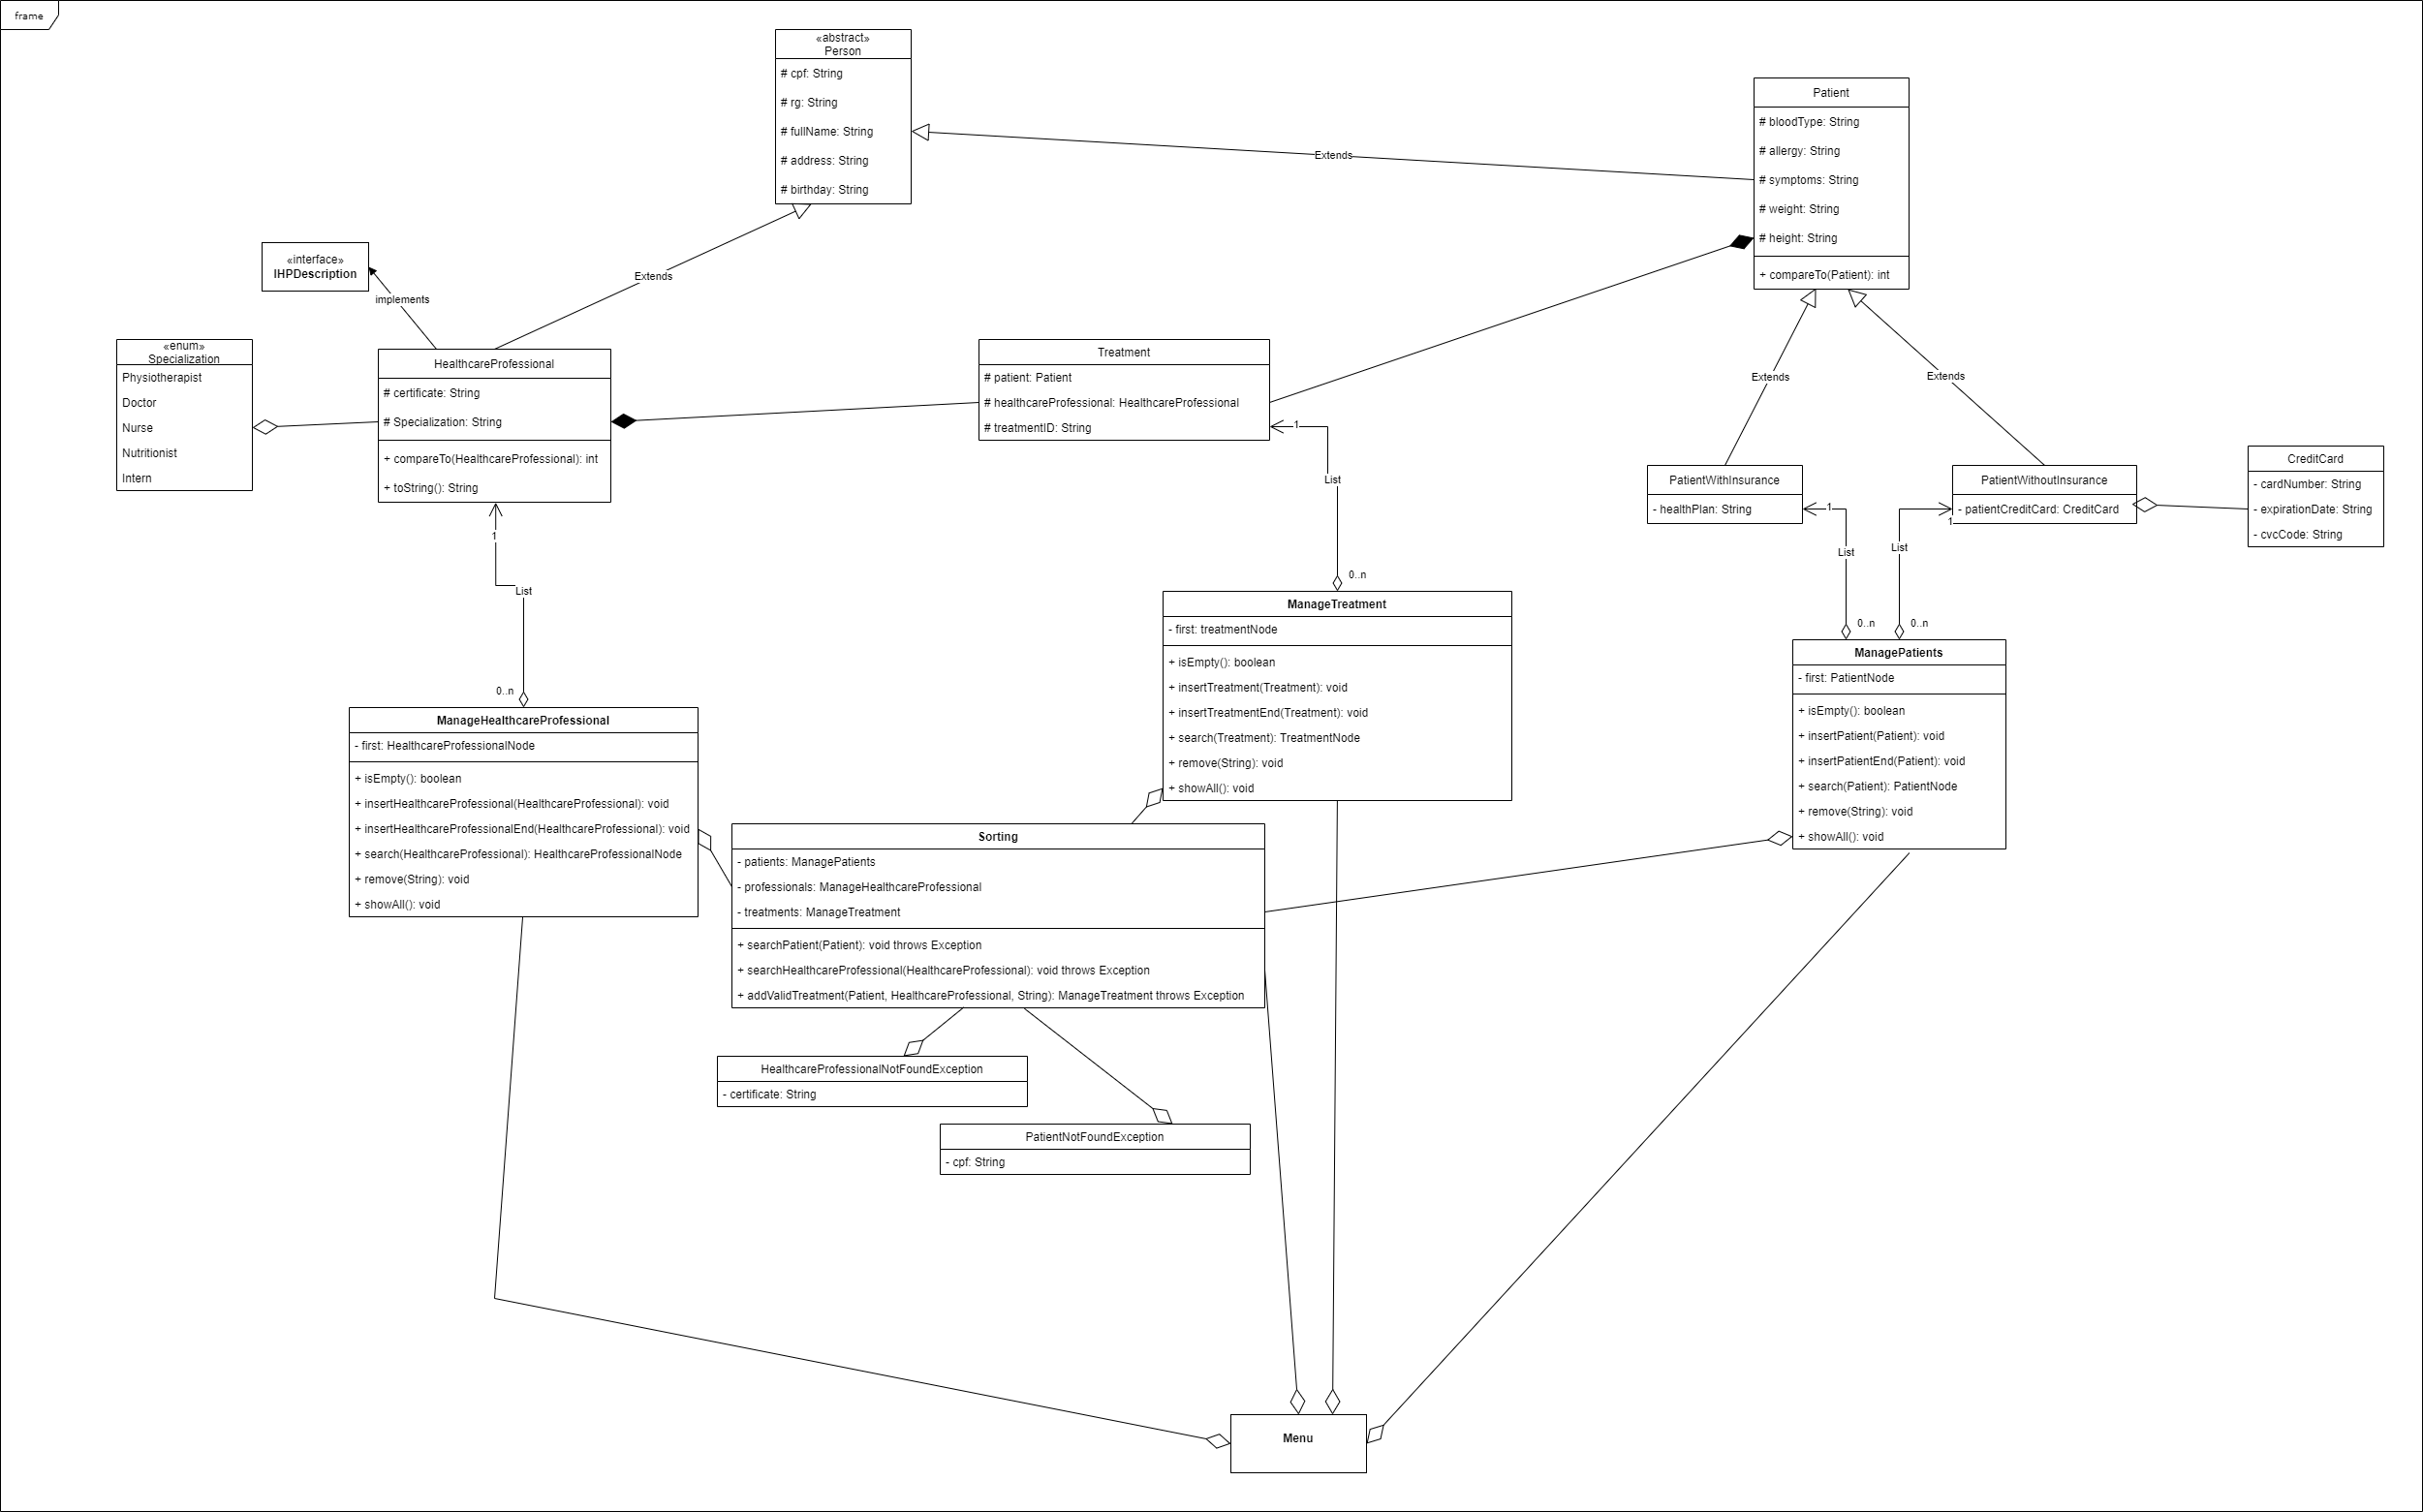 frame
«abstract»
Person
# cpf: String
# rg: String
# fullName: String
# address: String
# birthday: String
Patient
# bloodType: String
# allergy: String
# symptoms: String
# weight: String
# height: String
+ compareTo(Patient): int
Extends
«interface»
IHPDescription
implements
Extends
«enum»
Specialization
Physiotherapist
Doctor
Nurse
Nutritionist
Intern
HealthcareProfessional
# certificate: String
# Specialization: String
+ compareTo(HealthcareProfessional): int
+ toString(): String
Treatment
# patient: Patient
# healthcareProfessional: HealthcareProfessional
# treatmentID: String
Extends
Extends
PatientWithInsurance
- healthPlan: String
PatientWithoutInsurance
- patientCreditCard: CreditCard
CreditCard
- cardNumber: String
- expirationDate: String
- cvcCode: String
1
List
0..n
1
List
0..n
1
List
0..n
1
List
0..n
ManageTreatment
- first: treatmentNode
+ isEmpty(): boolean
+ insertTreatment(Treatment): void
+ insertTreatmentEnd(Treatment): void
+ search(Treatment): TreatmentNode
+ remove(String): void
+ showAll(): void
ManagePatients
- first: PatientNode
+ isEmpty(): boolean
+ insertPatient(Patient): void
+ insertPatientEnd(Patient): void
+ search(Patient): PatientNode
+ remove(String): void
+ showAll(): void
ManageHealthcareProfessional
- first: HealthcareProfessionalNode
+ isEmpty(): boolean
+ insertHealthcareProfessional(HealthcareProfessional): void
+ insertHealthcareProfessionalEnd(HealthcareProfessional): void
+ search(HealthcareProfessional): HealthcareProfessionalNode
+ remove(String): void
+ showAll(): void
Sorting
- patients: ManagePatients
- professionals: ManageHealthcareProfessional
- treatments: ManageTreatment
+ searchPatient(Patient): void throws Exception
+ searchHealthcareProfessional(HealthcareProfessional): void throws Exception
+ addValidTreatment(Patient, HealthcareProfessional, String): ManageTreatment throws Exception
HealthcareProfessionalNotFoundException
- certificate: String
PatientNotFoundException
- cpf: String
Menu